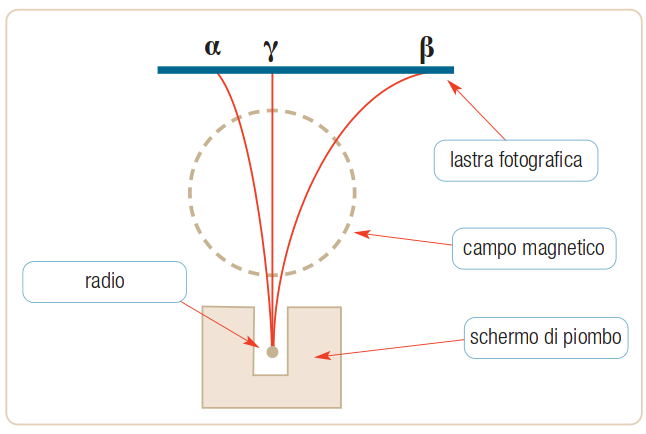 α γ β
lastra fotografica
campo magnetico
radio
schermo di piombo